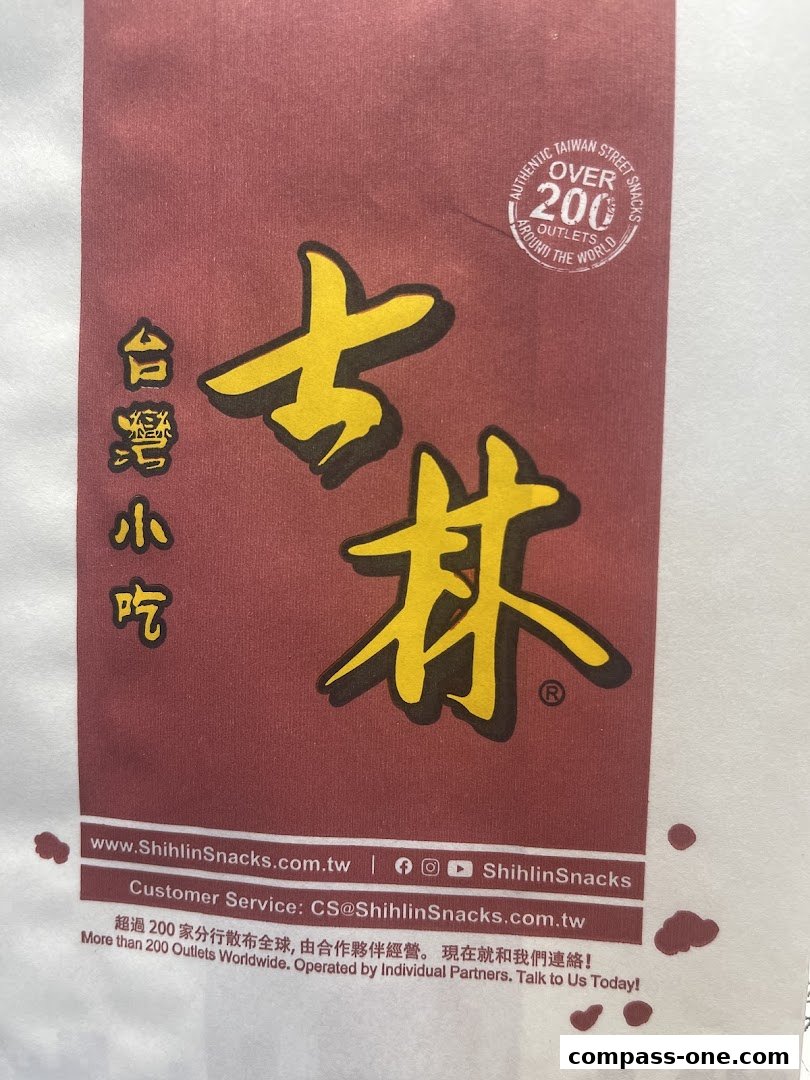 AUTHENTIC TAIWAN STREET SNACKS
OVER
200
OUTLETS
AROUND THE WORLD
士林
台灣小吃
®
www.ShihlinSnacks.com.tw | ShihlinSnacks
Customer Service: CS@ShihlinSnacks.com.tw
超過 200 家分行散布全球, 由合作夥伴經營。 現在就和我們連絡!
More than 200 Outlets Worldwide. Operated by Individual Partners. Talk to Us Today!
compass-one.com